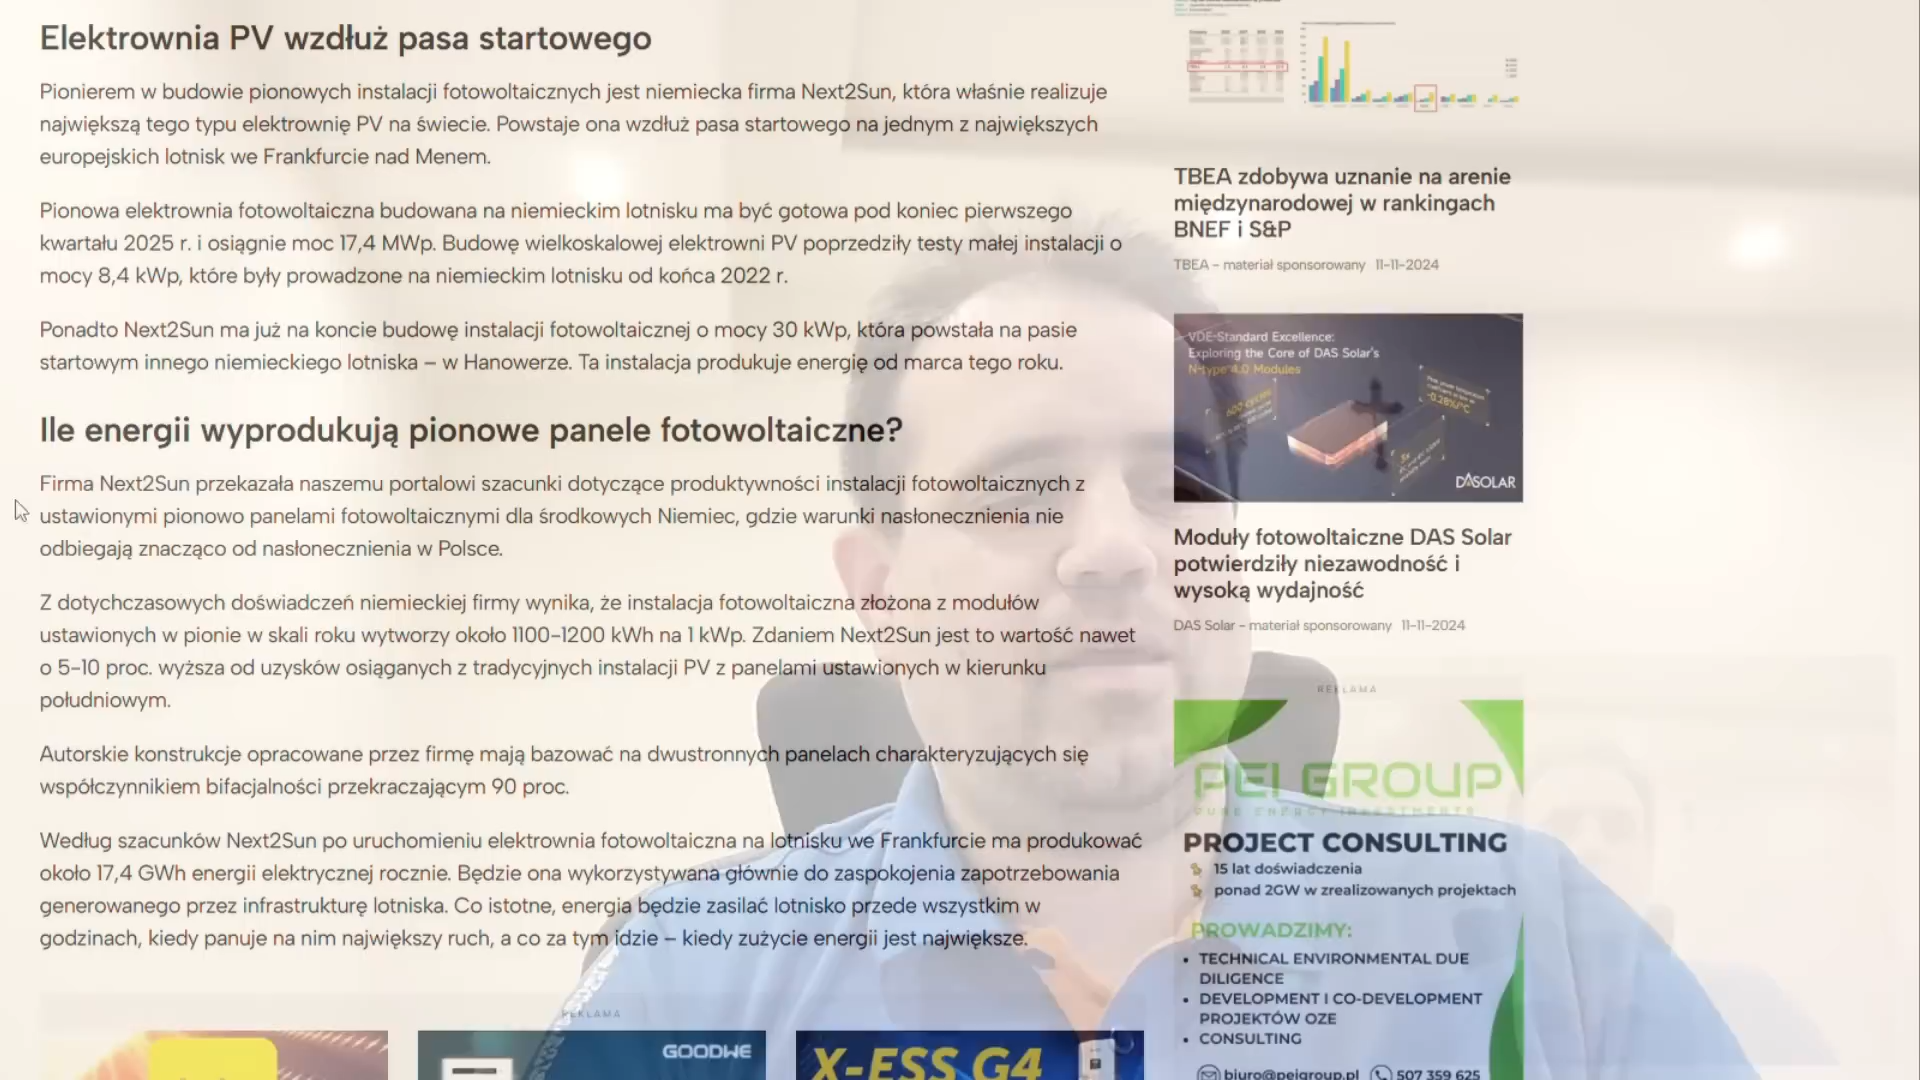 Elektrownia PV wzdłuż pasa startowego
Pionierem w budowie pionowych instalacji fotowoltaicznych jest niemiecka firma Next2Sun, która właśnie realizuje
największą tego typu elektrownię PV na świecie. Powstaje ona wzdłuż pasa startowego na jednym z największych
europejskich lotnisk we Frankfurcie nad Menem.
Pionowa elektrownia fotowoltaiczna budowana na niemieckim lotnisku ma być gotowa pod koniec pierwszego
kwartału 2025 r. i osiągnie moc 17,4 MWp. Budowę wielkoskalowej elektrowni PV poprzedziły testy małej instalacji o
mocy 8,4 kWp, które były prowadzone na niemieckim lotnisku od końca 2022 r.
Ponadto Next2Sun ma już na koncie budowę instalacji fotowoltaicznej o mocy 30 kWp, która powstała na pasie
startowym innego niemieckiego lotniska – w Hanowerze. Ta instalacja produkuje energię od marca tego roku.
Ile energii wyprodukują pionowe panele fotowoltaiczne?
Firma Next2Sun przekazała naszemu portalowi szacunki dotyczące produktywności instalacji fotowoltaicznych z
ustawionymi pionowo panelami fotowoltaicznymi dla środkowych Niemiec, gdzie warunki nasłonecznienia nie
odbiegają znacząco od nasłonecznienia w Polsce.
Z dotychczasowych doświadczeń niemieckiej firmy wynika, że instalacja fotowoltaiczna złożona z modułów
ustawionych w pionie w skali roku wytworzy około 1100-1200 kWh na 1 kWp. Zdaniem Next2Sun jest to wartość nawet
o 5-10 proc. wyższa od uzysków osiąganych z tradycyjnych instalacji PV z panelami ustawionych w kierunku
południowym.
Autorskie konstrukcje opracowane przez firmę mają bazować na dwustronnych panelach charakteryzujących się
współczynnikiem bifacjalności przekraczającym 90 proc.
Według szacunków Next2Sun po uruchomieniu elektrownia fotowoltaiczna na lotnisku we Frankfurcie ma produkować
około 17,4 GWh energii elektrycznej rocznie. Będzie ona wykorzystywana głównie do zaspokojenia zapotrzebowania
generowanego przez infrastrukturę lotniska. Co istotne, energia będzie zasilać lotnisko przede wszystkim w
godzinach, kiedy panuje na nim największy ruch, a co za tym idzie – kiedy zużycie energii jest największe.
REKLAMA
GOODWE
X-ESS G4
TBEA zdobywa uznanie na arenie
międzynarodowej w rankingach
BNEF i S&P
TBEA - materiał sponsorowany 11-11-2024
VDE-Standard Excellence:
Exploring the Core of DAS Solar's
N-type 4.0 Modules
-0.28%/°C
DASOLAR
Moduły fotowoltaiczne DAS Solar
potwierdziły niezawodność i
wysoką wydajność
DAS Solar - materiał sponsorowany 11-11-2024
REKLAMA
PEI GROUP
PURE ENERGY INVESTMENTS
PROJECT CONSULTING
15 lat doświadczenia
ponad 2GW w zrealizowanych projektach
PROWADZIMY:
• TECHNICAL ENVIRONMENTAL DUE
DILIGENCE
• DEVELOPMENT I CO-DEVELOPMENT
PROJEKTÓW OZE
• CONSULTING
biuro@peigroup.pl 507 359 625